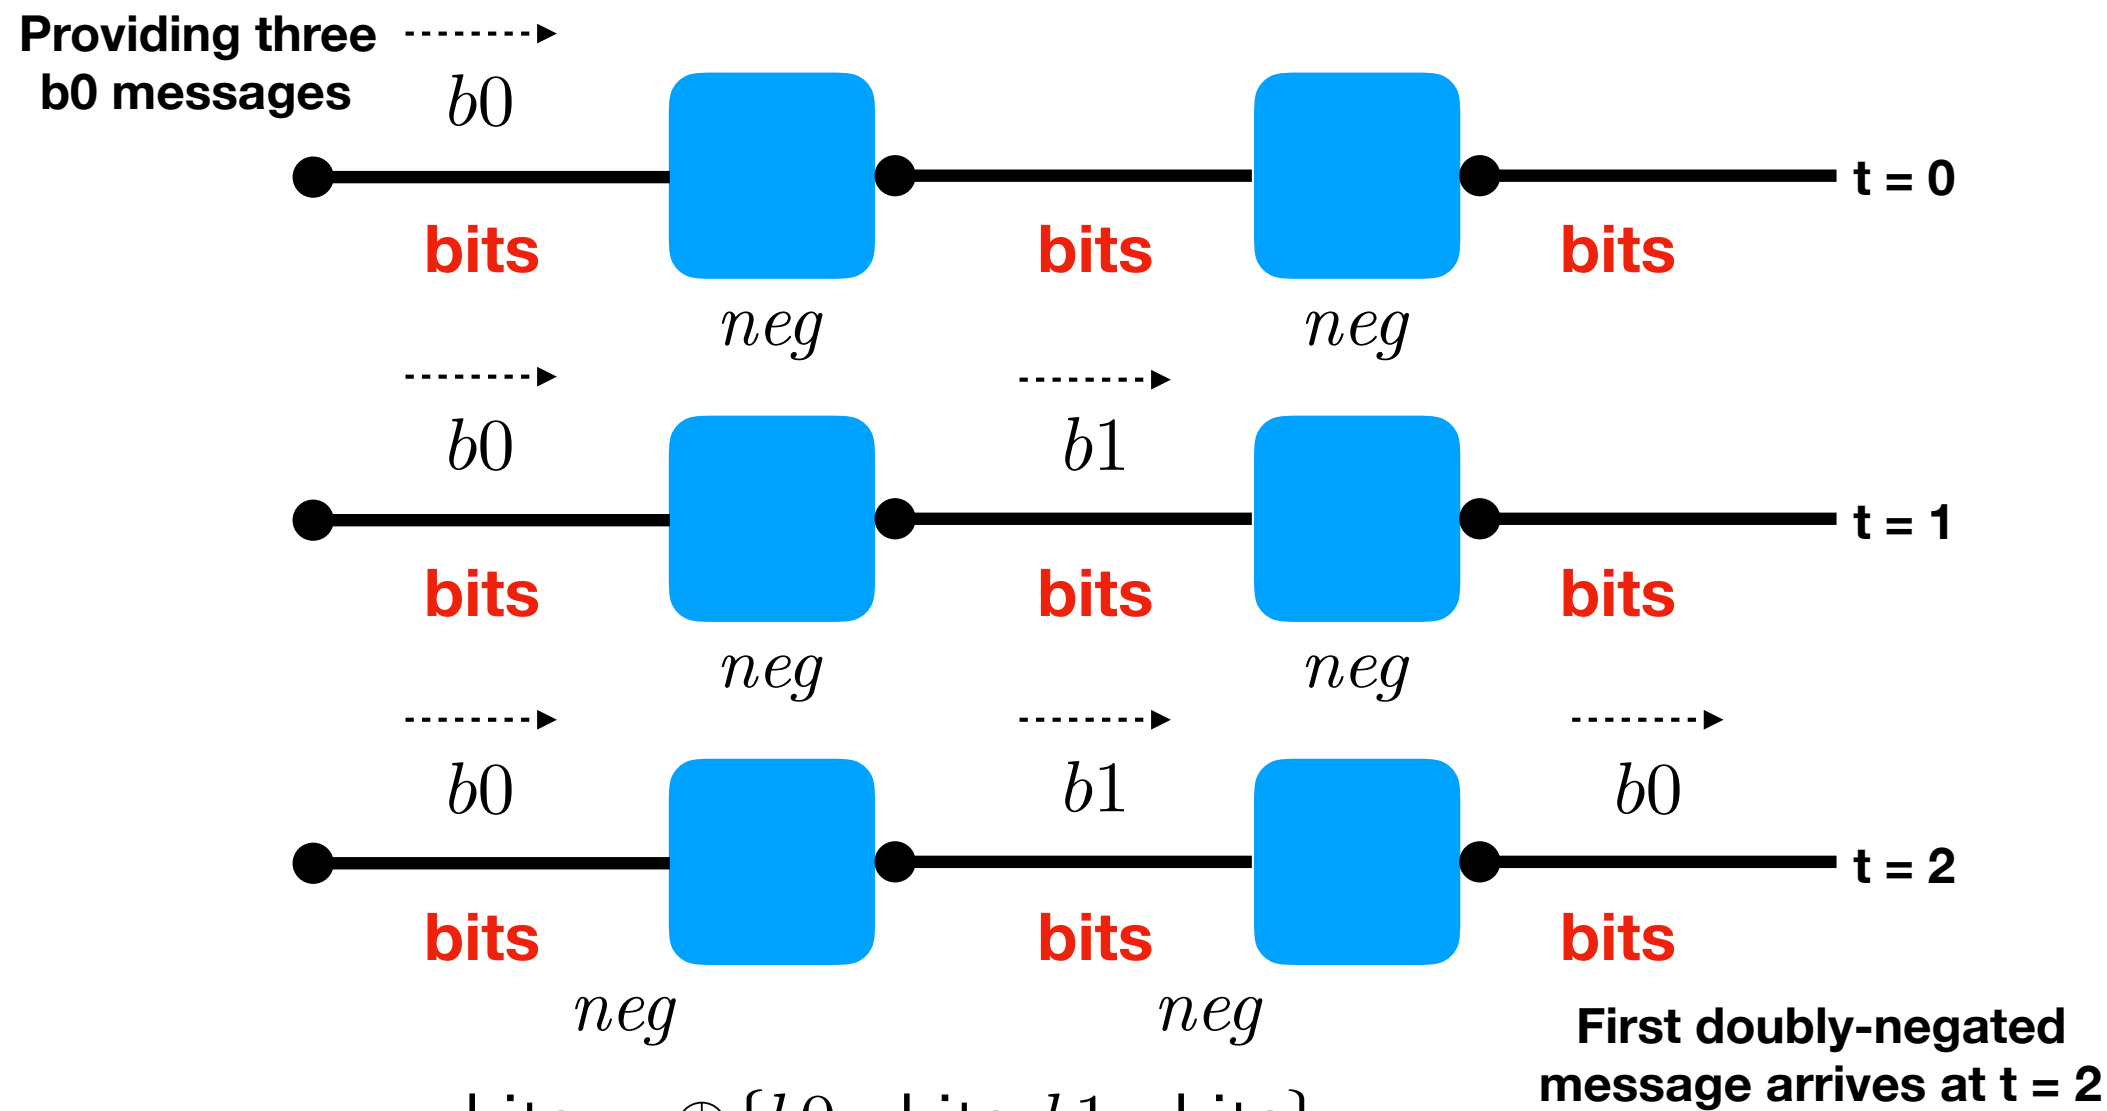 Providing three
b0 messages
b0
t = 0
bits bits bits
neg neg
b0 b1
t = 1
bits bits bits
neg neg
b0 b1 b0
t = 2
bits bits bits
neg neg
First doubly-negated
message arrives at t = 2